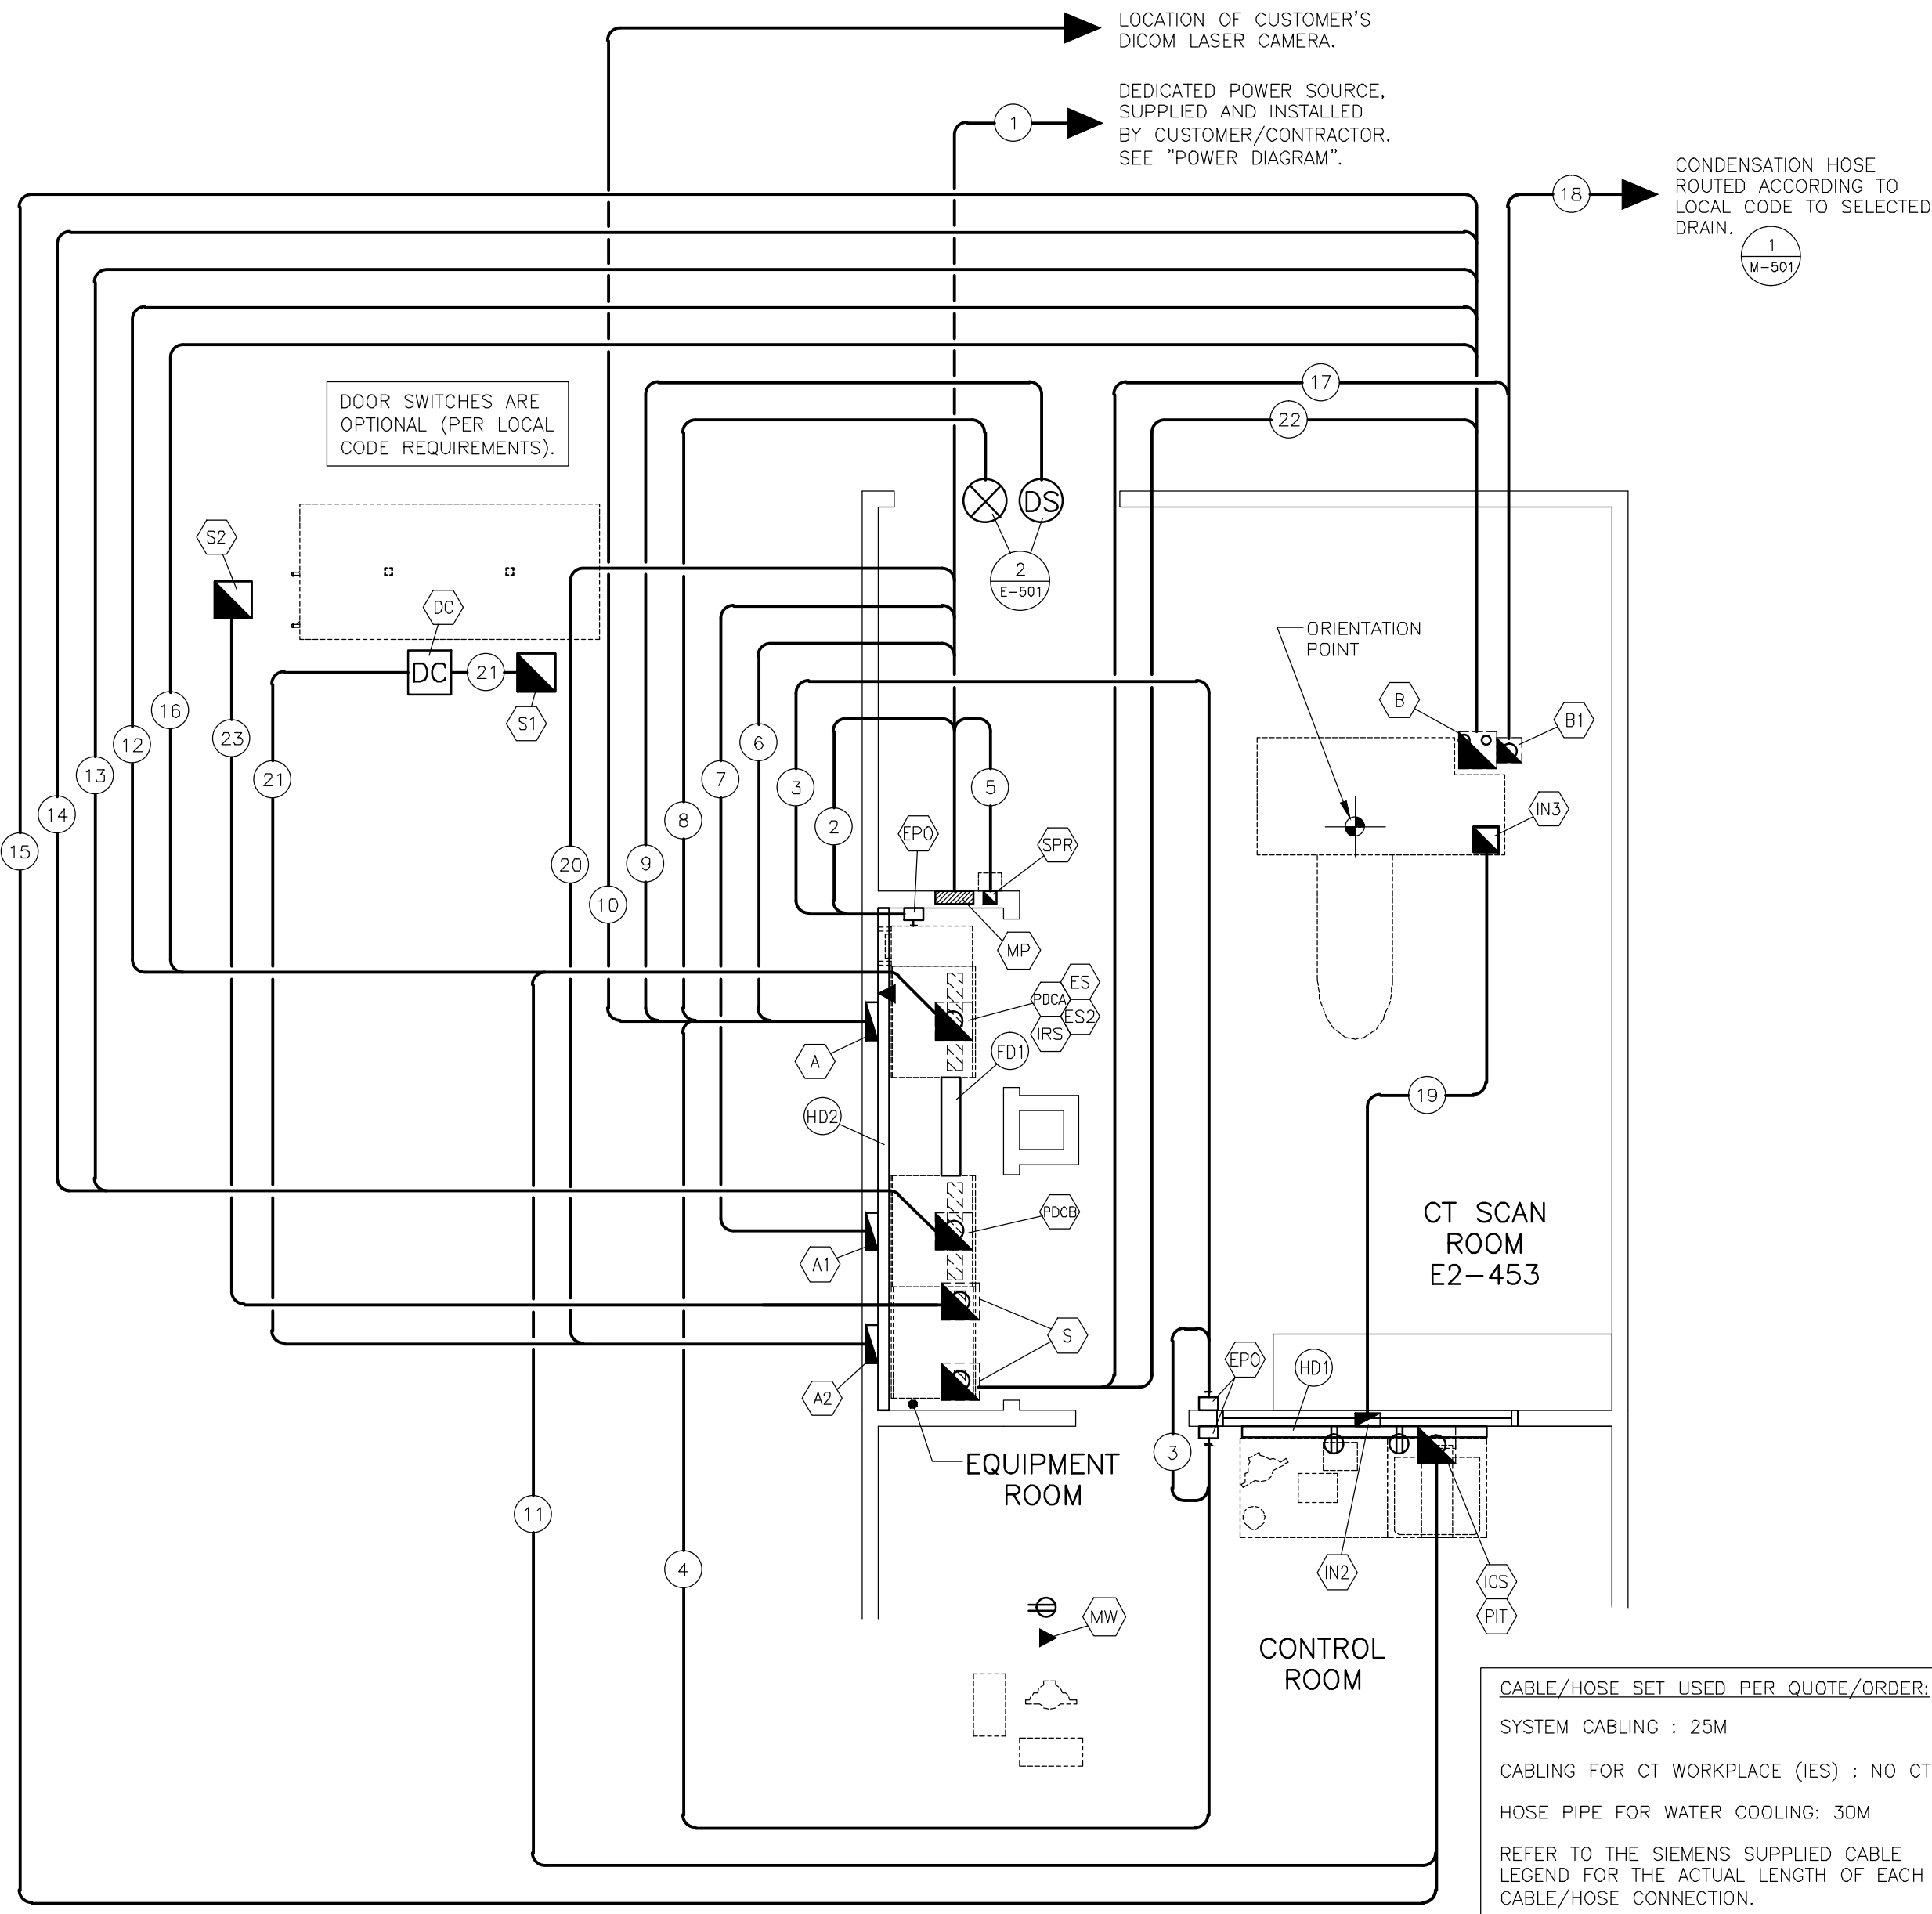 LOCATION OF CUSTOMER'S
DICOM LASER CAMERA.
DEDICATED POWER SOURCE,
SUPPLIED AND INSTALLED
BY CUSTOMER/CONTRACTOR.
SEE "POWER DIAGRAM".
1
CONDENSATION HOSE
ROUTED ACCORDING TO
LOCAL CODE TO SELECTED
DRAIN.
18
1
M-501
DOOR SWITCHES ARE
OPTIONAL (PER LOCAL
CODE REQUIREMENTS).
17
22
DS
2
E-501
S2
DC
DC
21
S1
ORIENTATION
POINT
B
B1
16
12
23
13
21
14
15
6
7
3
5
2
8
9
20
10
EPO
SPR
IN3
MP
ES
PDCA
ES2
IRS
FD1
A
HD2
19
PDCB
A1
CT SCAN
ROOM
E2-453
S
A2
EPO
HD1
3
EQUIPMENT
ROOM
11
4
IN2
ICS
PIT
MW
CONTROL
ROOM
CABLE/HOSE SET USED PER QUOTE/ORDER:
SYSTEM CABLING : 25M
CABLING FOR CT WORKPLACE (IES) : NO CT
HOSE PIPE FOR WATER COOLING: 30M
REFER TO THE SIEMENS SUPPLIED CABLE
LEGEND FOR THE ACTUAL LENGTH OF EACH
CABLE/HOSE CONNECTION.